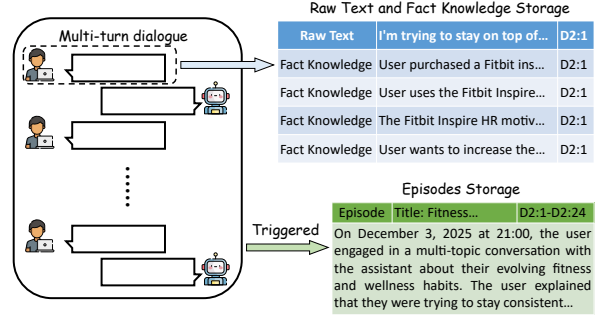 Raw Text and Fact Knowledge Storage
Multi-turn dialogue
Raw Text I'm trying to stay on top of... D2:1
Fact Knowledge User purchased a Fitbit ins... D2:1
Fact Knowledge User uses the Fitbit Inspire... D2:1
Fact Knowledge The Fitbit Inspire HR motiv... D2:1
Fact Knowledge User wants to increase the... D2:1
Episodes Storage
Triggered
Episode Title: Fitness... D2:1-D2:24
On December 3, 2025 at 21:00, the user
engaged in a multi-topic conversation with
the assistant about their evolving fitness
and wellness habits. The user explained
that they were trying to stay consistent...